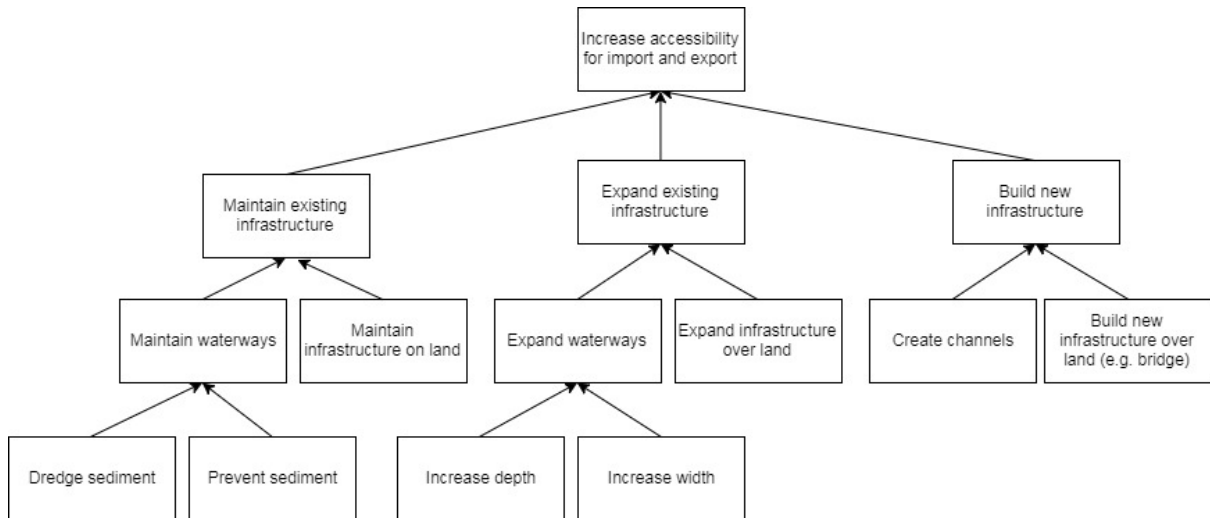 Increase accessibility
for import and export
Maintain existing
infrastructure
Expand existing
infrastructure
Build new
infrastructure
Maintain waterways
Maintain
infrastructure on land
Expand waterways
Expand infrastructure
over land
Create channels
Build new
infrastructure over
land (e.g. bridge)
Dredge sediment
Prevent sediment
Increase depth
Increase width